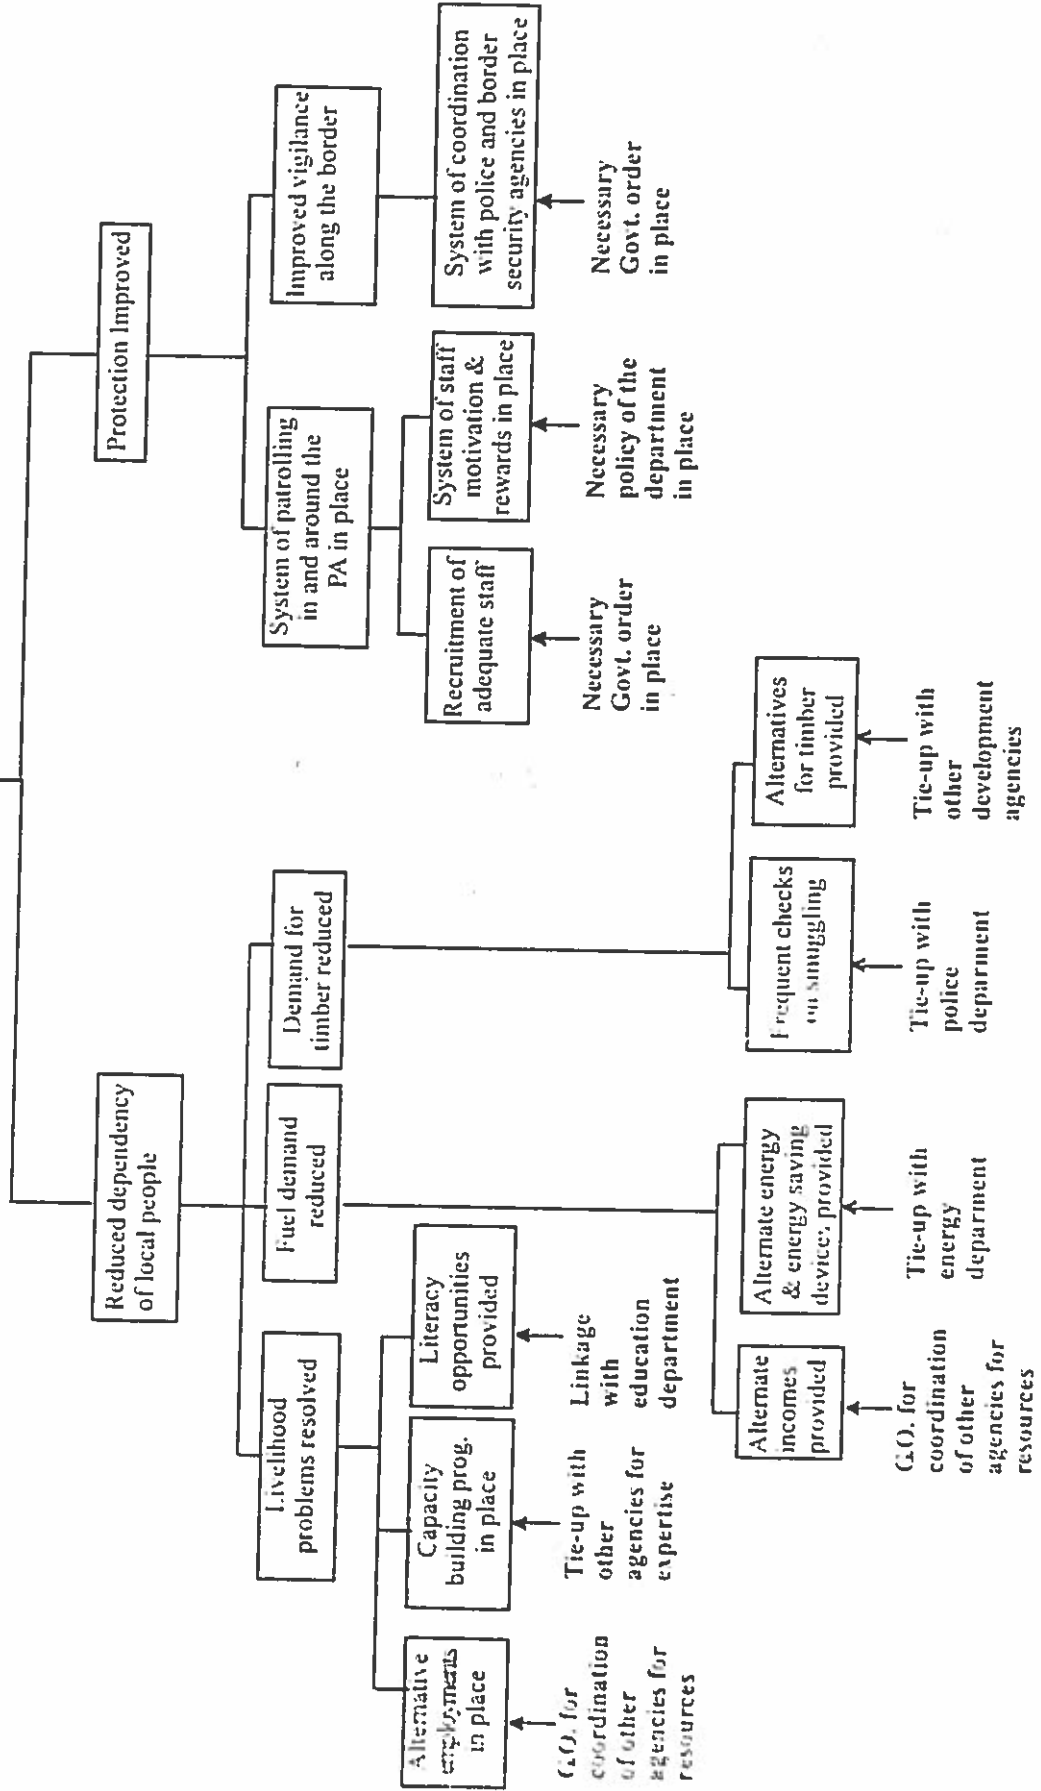 Reduced dependency
of local people
Protection Improved
Livelihood
problems resolved
Fuel demand
reduced
Demand for
timber reduced
System of patrolling
in and around the
PA in place
Improved vigilance
along the border
Alternative
employments
in place
Capacity
building prog.
in place
Literacy
opportunities
provided
Recruitment of
adequate staff
System of staff
motivation &
rewards in place
System of coordination
with police and border
security agencies in place
G.O. for
coordination
of other
agencies for
resources
Tie-up with
other
agencies for
expertise
Linkage
with
education
department
Necessary
Govt. order
in place
Necessary
policy of the
department
in place
Necessary
Govt. order
in place
Alternate
incomes
provided
Alternate energy
& energy saving
devices provided
Frequent checks
on smuggling
Alternatives
for timber
provided
G.O. for
coordination
of other
agencies for
resources
Tie-up with
energy
department
Tie-up with
police
department
Tie-up with
other
development
agencies